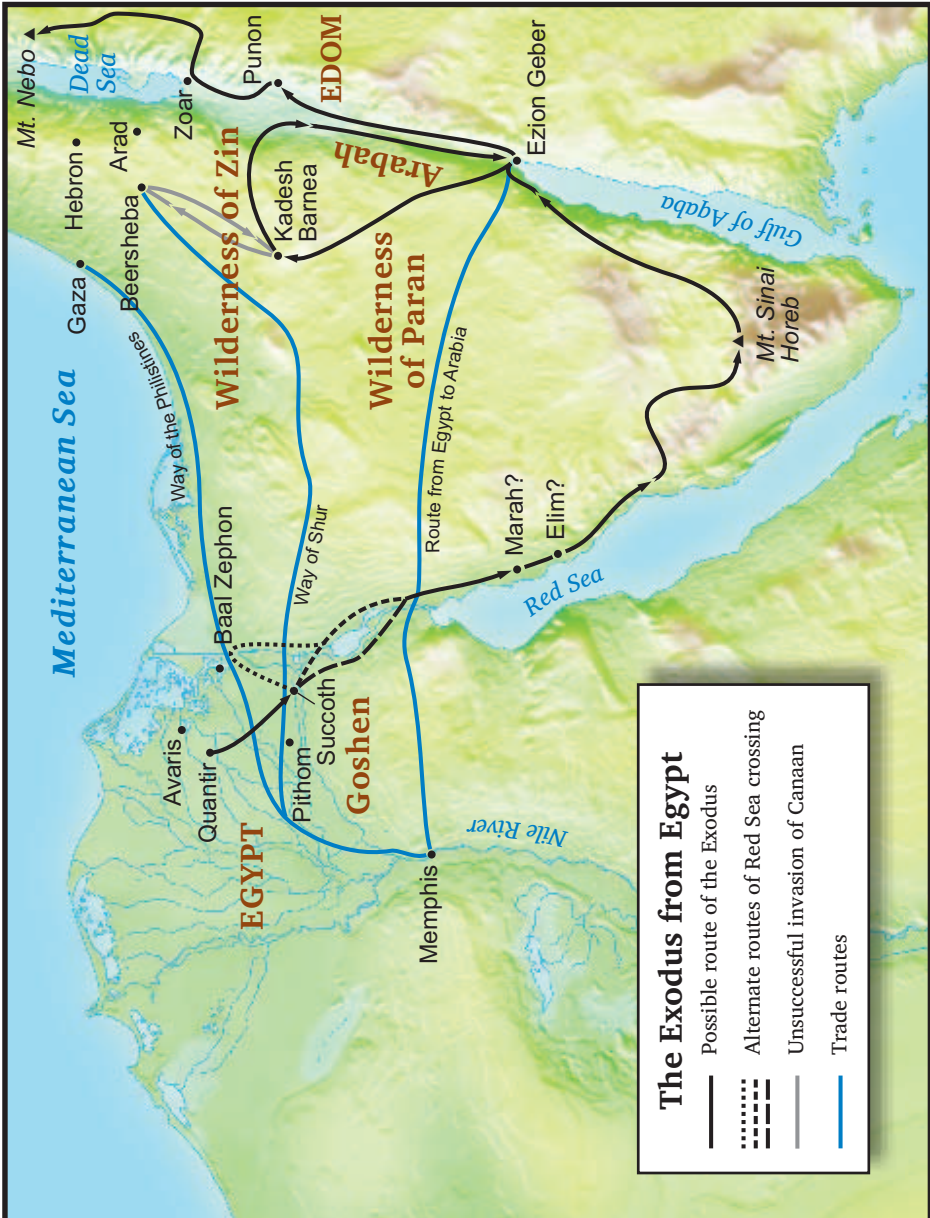 Mediterranean Sea
Mt. Nebo
Dead
Sea
Gaza
Hebron
Arad
Beersheba
Zoar
Punon
EDOM
Way of the Philistines
Wilderness of Zin
Kadesh
Barnea
Arabah
Baal Zephon
Avaris
Quantir
Way of Shur
EGYPT
Pithom
Succoth
Goshen
Wilderness
of Paran
Route from Egypt to Arabia
Ezion Geber
Memphis
Nile River
Marah?
Elim?
Red Sea
Gulf of Aqaba
Mt. Sinai
Horeb
The Exodus from Egypt
Possible route of the Exodus
Alternate routes of Red Sea crossing
Unsuccessful invasion of Canaan
Trade routes